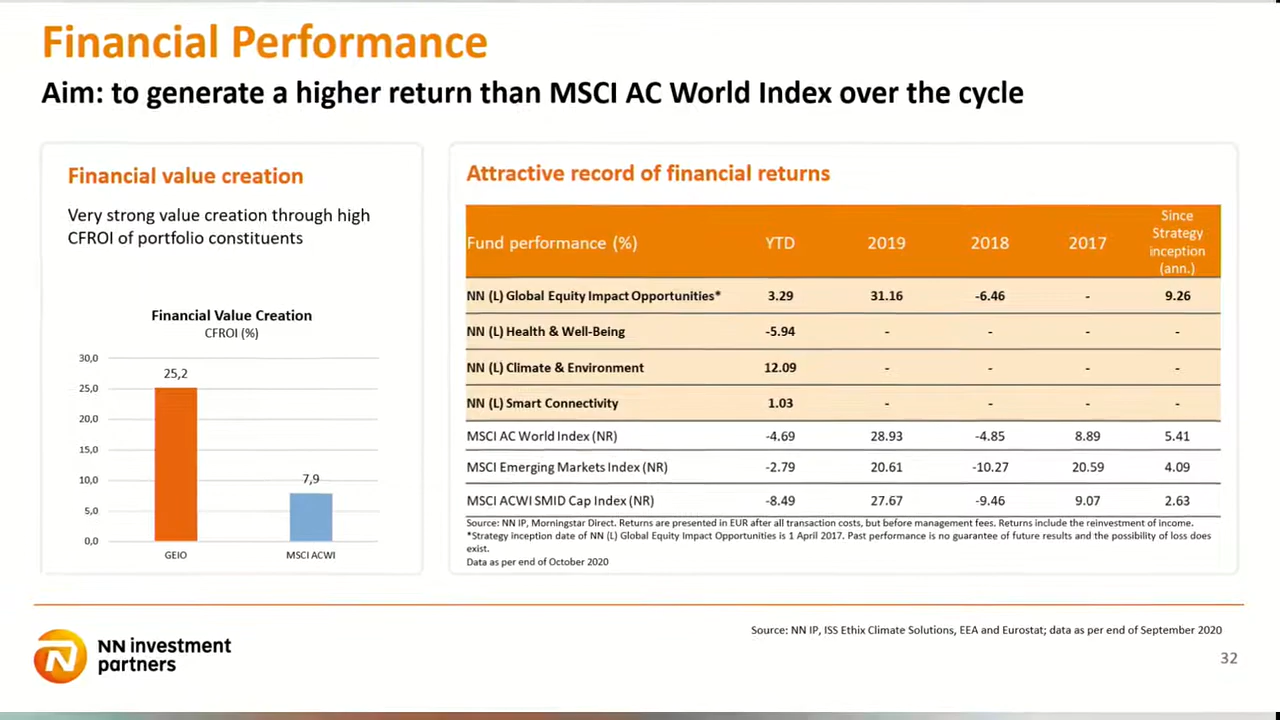 Financial Performance
Aim: to generate a higher return than MSCI AC World Index over the cycle
Financial value creation
Very strong value creation through high
CFROI of portfolio constituents
Financial Value Creation
CFROI (%)
30,0
25,0
20,0
15,0
10,0
5,0
0,0
25,2
7,9
GEIO
MSCI ACWI
Attractive record of financial returns
Fund performance (%) YTD 2019 2018 2017 Since
Strategy
inception
(ann.)
NN (L) Global Equity Impact Opportunities* 3.29 31.16 -6.46 - 9.26
NN (L) Health & Well-Being -5.94 - - - -
NN (L) Climate & Environment 12.09 - - - -
NN (L) Smart Connectivity 1.03 - - - -
MSCI AC World Index (NR) -4.69 28.93 -4.85 8.89 5.41
MSCI Emerging Markets Index (NR) -2.79 20.61 -10.27 20.59 4.09
MSCI ACWI SMID Cap Index (NR) -8.49 27.67 -9.46 9.07 2.63
Source: NN IP, Morningstar Direct. Returns are presented in EUR after all transaction costs, but before management fees. Returns include the reinvestment of income.
*Strategy inception date of NN (L) Global Equity Impact Opportunities is 1 April 2017. Past performance is no guarantee of future results and the possibility of loss does
exist.
Data as per end of October 2020
Source: NN IP, ISS Ethix Climate Solutions, EEA and Eurostat; data as per end of September 2020
32
N
NN investment
partners